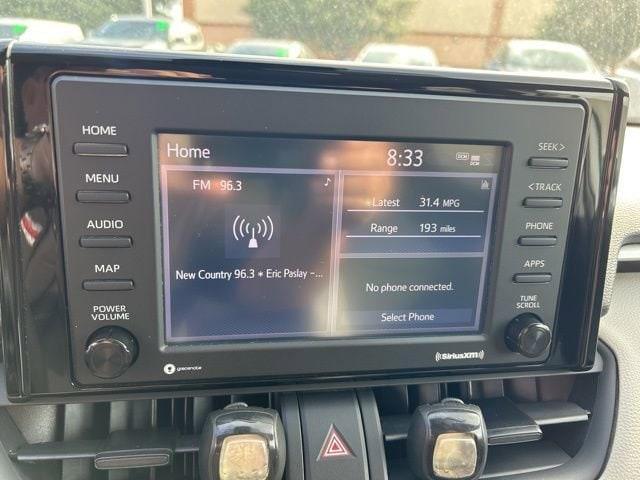 HOME
MENU
AUDIO
MAP
POWER
VOLUME
Home
8:33
DCM
FM 96.3
New Country 96.3 * Eric Paslay -...
Latest 31.4 MPG
Range 193 miles
No phone connected.
Select Phone
SEEK >
< TRACK
PHONE
APPS
TUNE
SCROLL
gracenote
SiriusXM